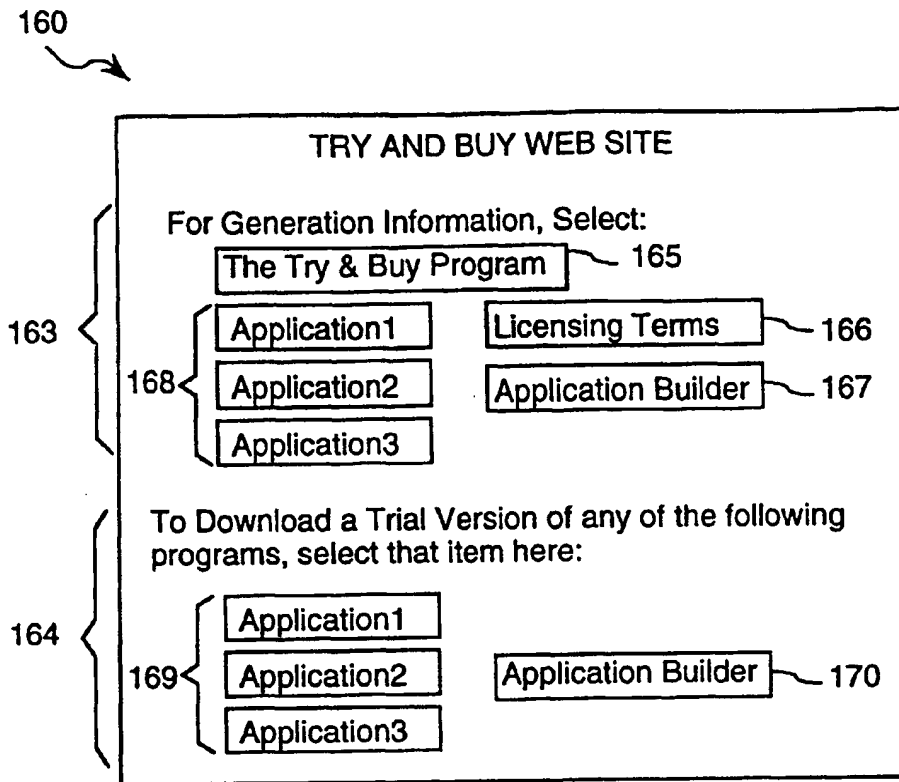 160
TRY AND BUY WEB SITE
For Generation Information, Select:
The Try & Buy Program 165
163
168
Application1 Licensing Terms 166
Application2 Application Builder 167
Application3
To Download a Trial Version of any of the following
programs, select that item here:
164
169
Application1
Application2 Application Builder 170
Application3